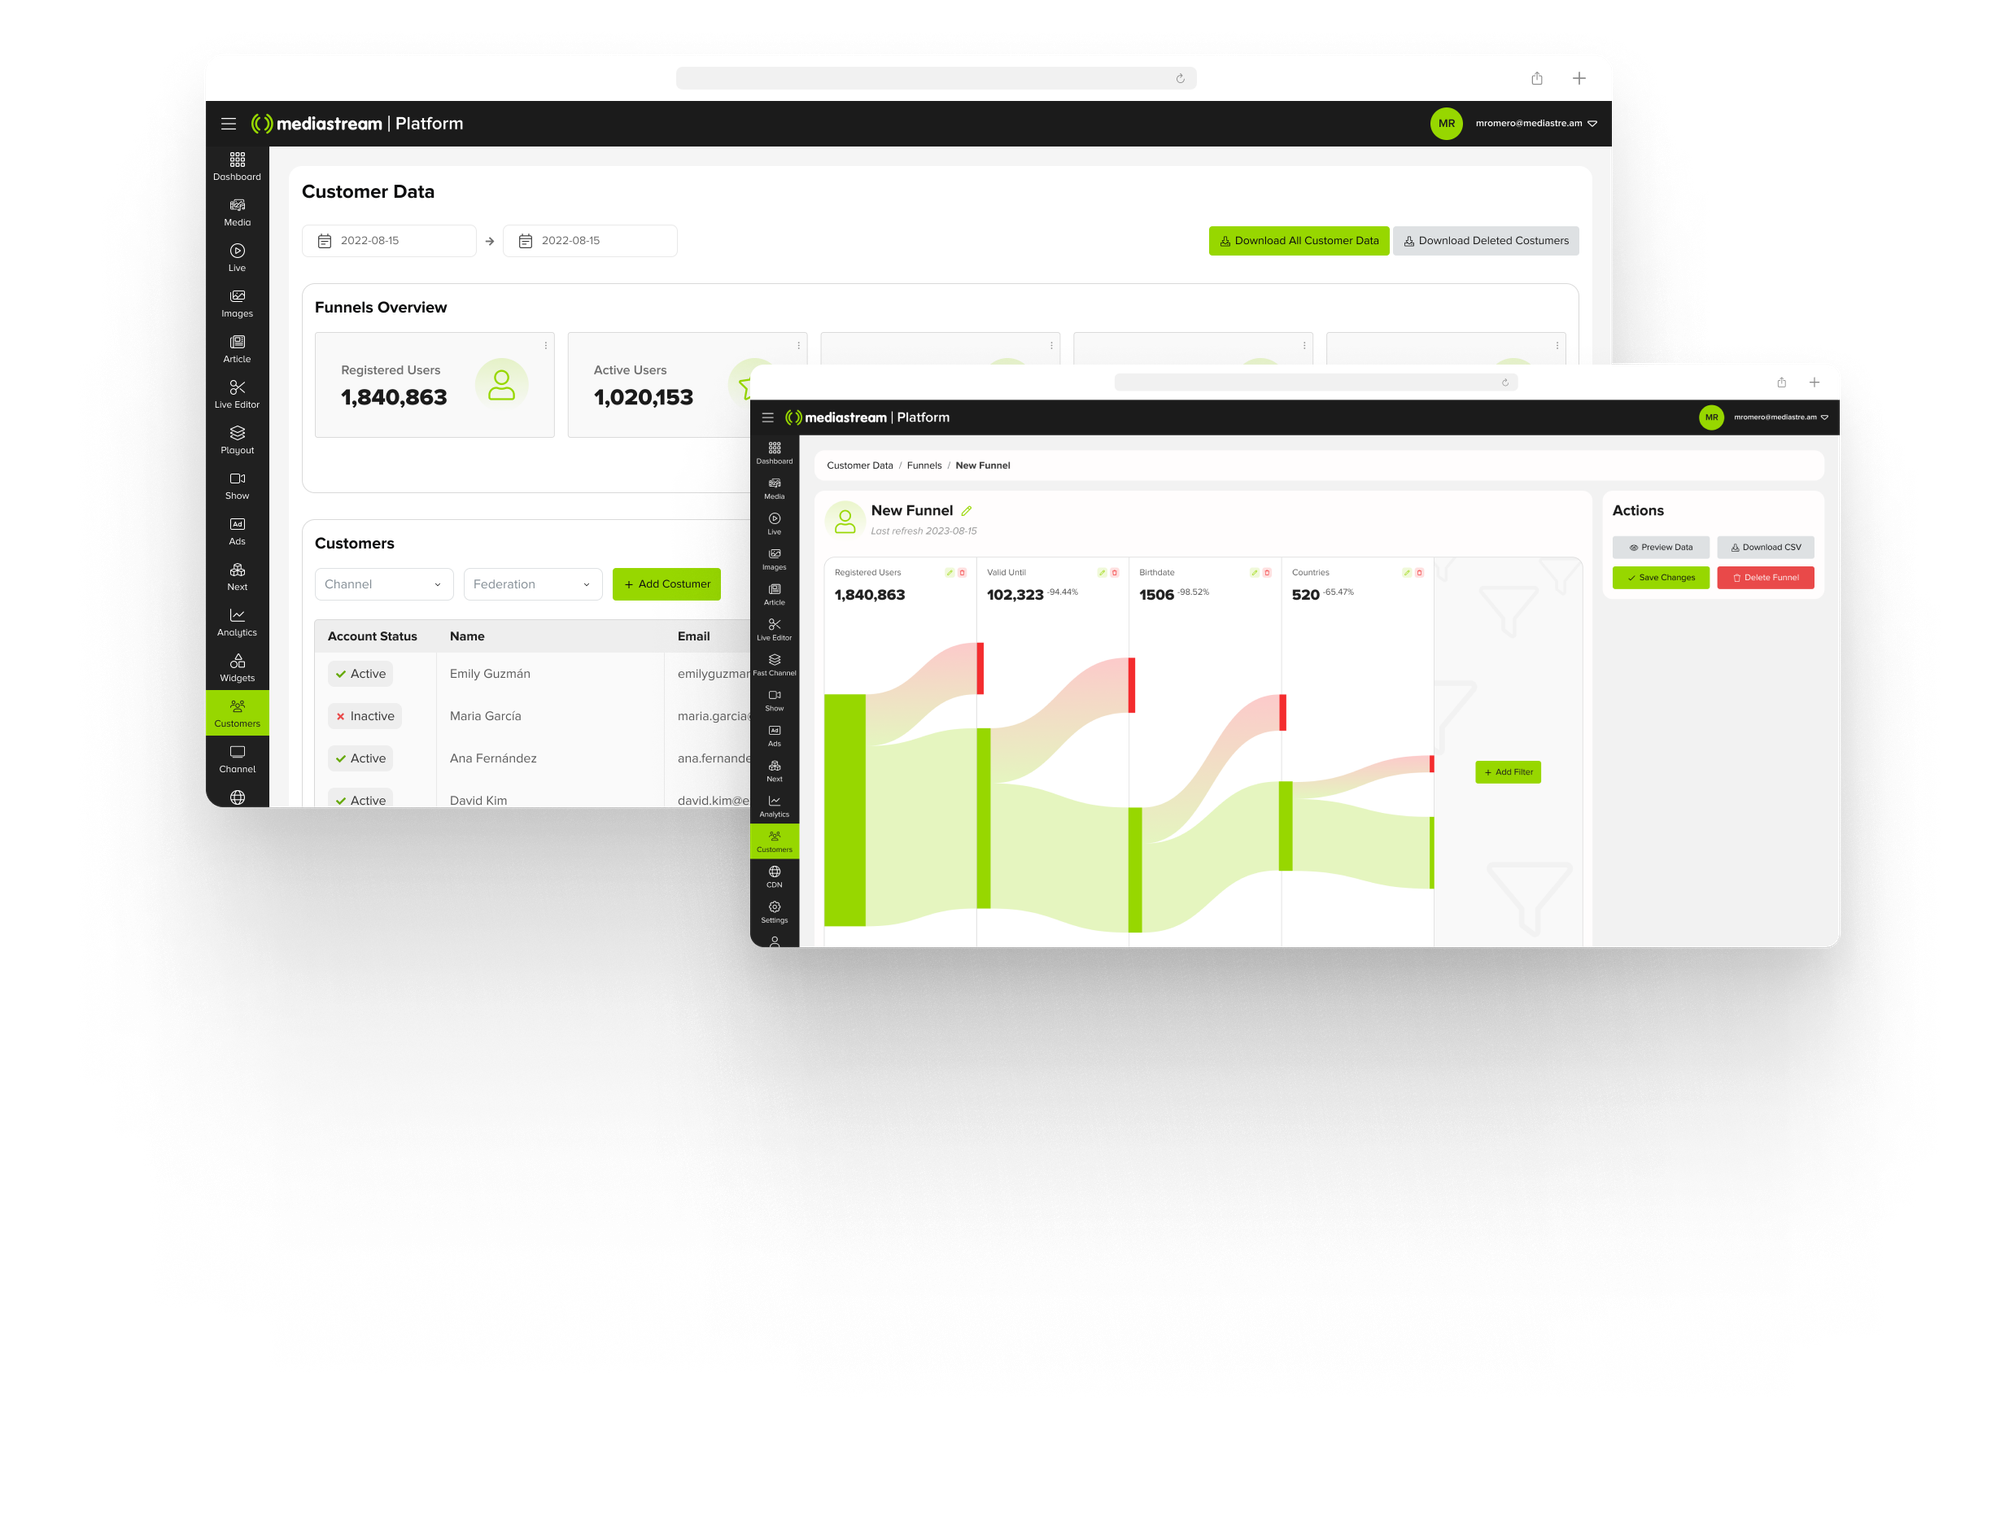 mediastream | Platform
MR mromero@mediastre.am
Dashboard
Media
Live
Images
Article
Live Editor
Playout
Show
Ad
Ads
Next
Analytics
Widgets
Customers
Channel
Customer Data
2022-08-15 → 2022-08-15
Download All Customer Data
Download Deleted Costumers
Funnels Overview
Registered Users
1,840,863
Active Users
1,020,153
Customers
Channel
Federation
+ Add Costumer
Account Status Name Email
Active Emily Guzmán emilyguzma
Inactive Maria García maria.garcia
Active Ana Fernández ana.fernande
Active David Kim david.kim@e
mediastream | Platform
MR mromero@mediastre.am
Dashboard
Media
Live
Images
Article
Live Editor
Fast Channel
Show
Ad
Ads
Next
Analytics
Customers
CDN
Settings
Customer Data / Funnels / New Funnel
New Funnel
Last refresh 2023-08-15
Registered Users
1,840,863
Valid Until
102,323 -94.44%
Birthdate
1506 -98.52%
Countries
520 -65.47%
+ Add Filter
Actions
Preview Data
Download CSV
Save Changes
Delete Funnel